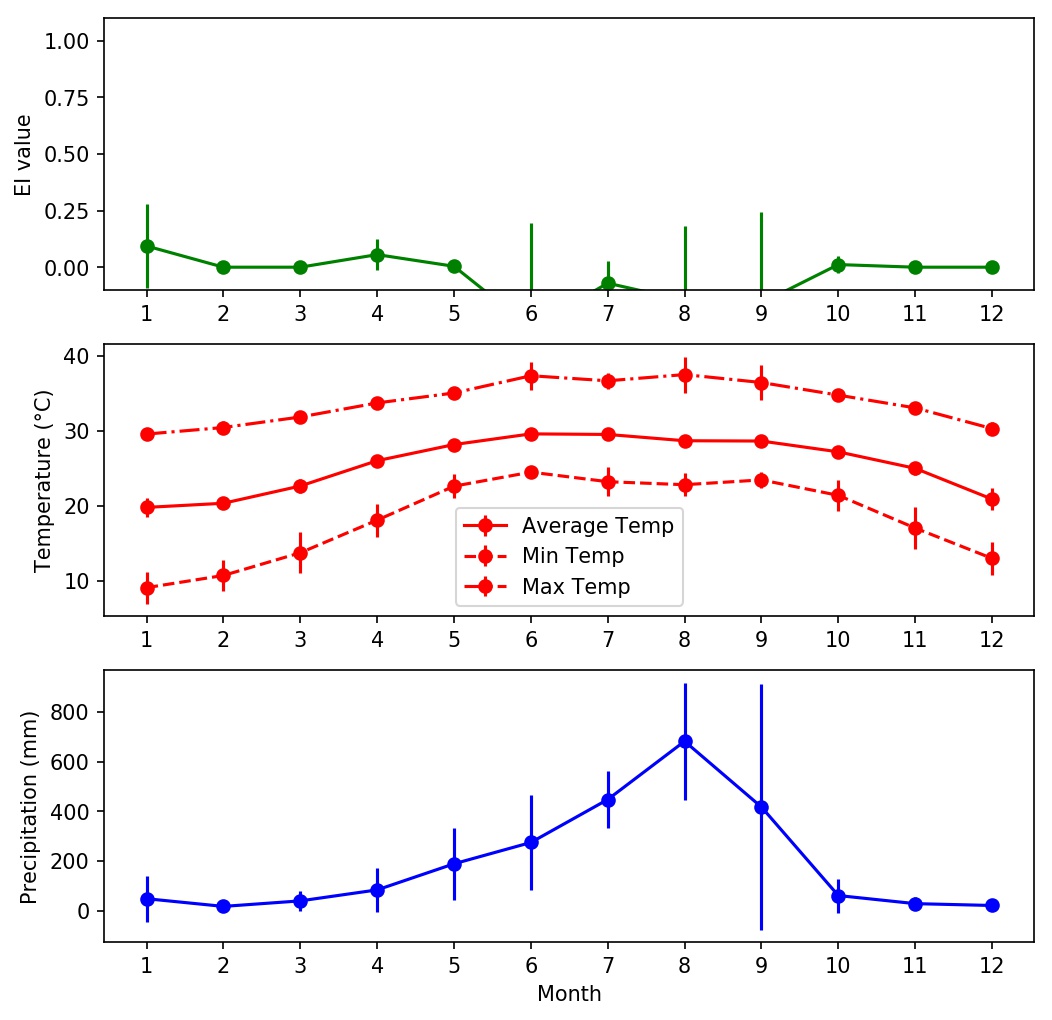 EI value
1.00
0.75
0.50
0.25
0.00
1 2 3 4 5 6 7 8 9 10 11 12
Temperature (°C)
40
30
20
10
Average Temp
Min Temp
Max Temp
1 2 3 4 5 6 7 8 9 10 11 12
Precipitation (mm)
800
600
400
200
0
1 2 3 4 5 6 7 8 9 10 11 12
Month